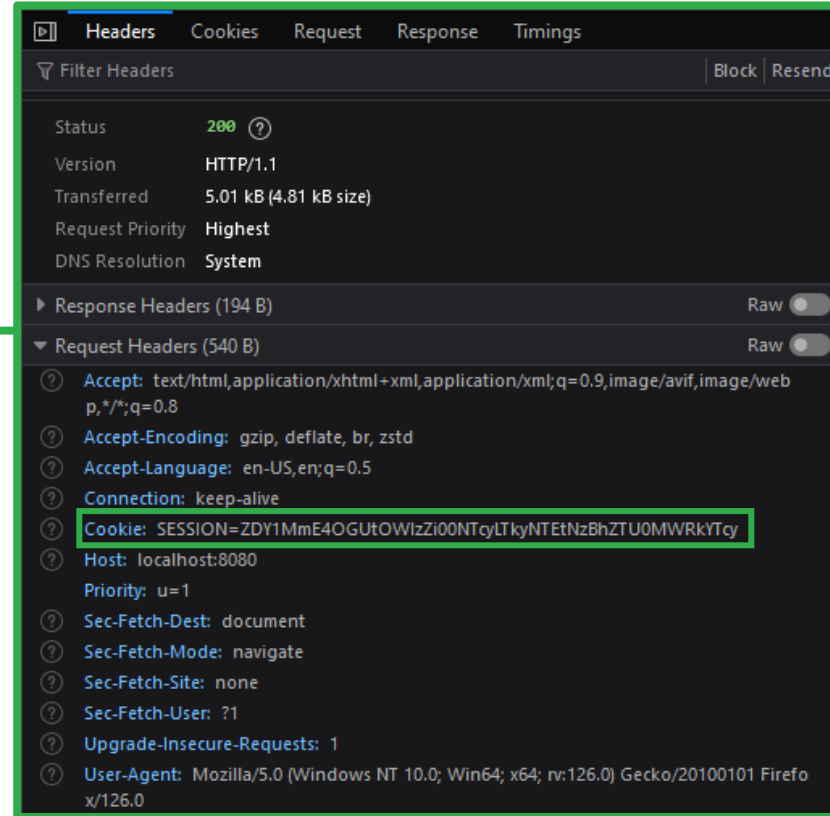 Headers Cookies Request Response Timings
Filter Headers Block Resend
Status 200
Version HTTP/1.1
Transferred 5.01 kB (4.81 kB size)
Request Priority Highest
DNS Resolution System
Response Headers (194 B) Raw
Request Headers (540 B) Raw
Accept: text/html,application/xhtml+xml,application/xml;q=0.9,image/avif,image/web
p,*/*;q=0.8
Accept-Encoding: gzip, deflate, br, zstd
Accept-Language: en-US,en;q=0.5
Connection: keep-alive
Cookie: SESSION=ZDY1MmE4OGUtOWIzZi00NTcyLTkyNTEtNzBhZTU0MWRkYTcy
Host: localhost:8080
Priority: u=1
Sec-Fetch-Dest: document
Sec-Fetch-Mode: navigate
Sec-Fetch-Site: none
Sec-Fetch-User: ?1
Upgrade-Insecure-Requests: 1
User-Agent: Mozilla/5.0 (Windows NT 10.0; Win64; x64; rv:126.0) Gecko/20100101 Firefo
x/126.0